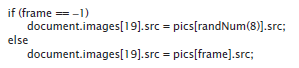 if (frame == -1)
document.images[19].src = pics[randNum(8)].src;
else
document.images[19].src = pics[frame].src;